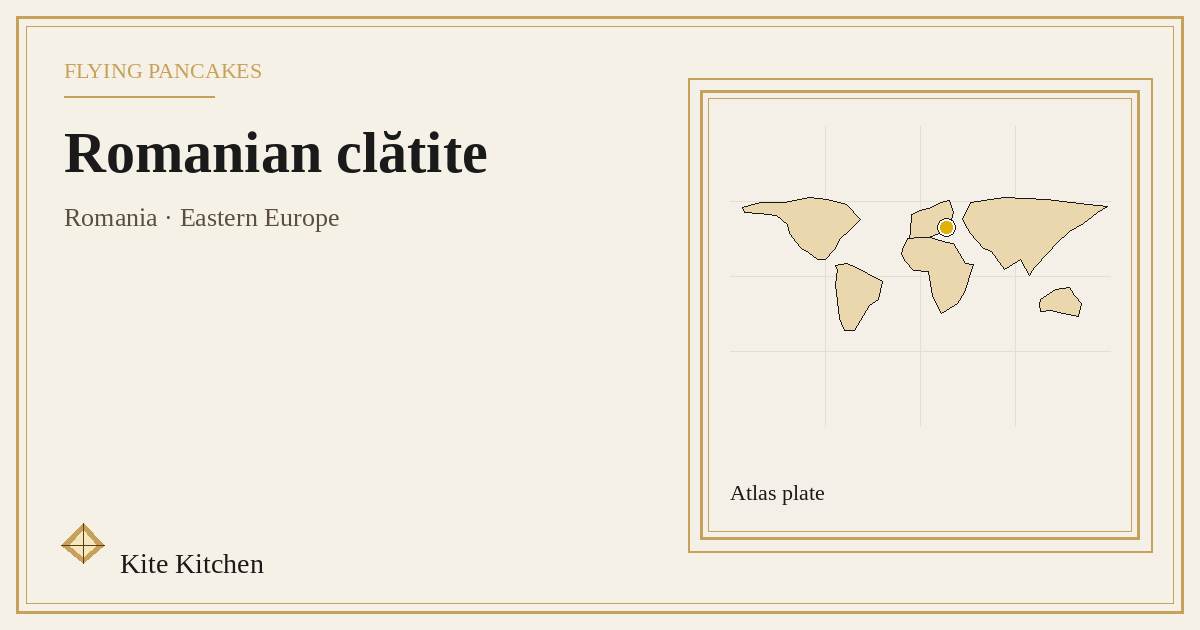 FLYING PANCAKES
Romanian clătite
Romania · Eastern Europe
Atlas plate
Kite Kitchen